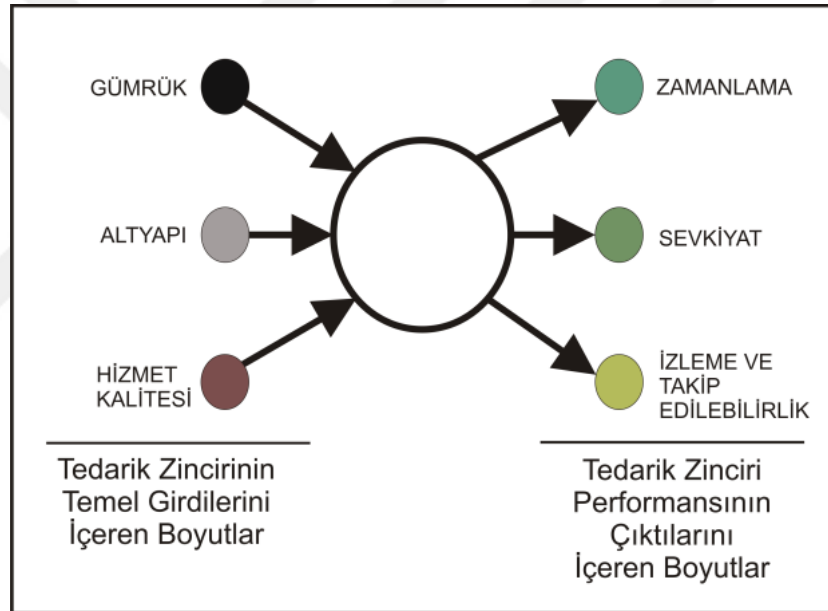 GÜMRÜK
ALTYAPI
HİZMET
KALİTESİ
Tedarik Zincirinin
Temel Girdilerini
İçeren Boyutlar
ZAMANLAMA
SEVKİYAT
İZLEME VE
TAKİP
EDİLEBİLİRLİK
Tedarik Zinciri
Performansının
Çıktılarını
İçeren Boyutlar